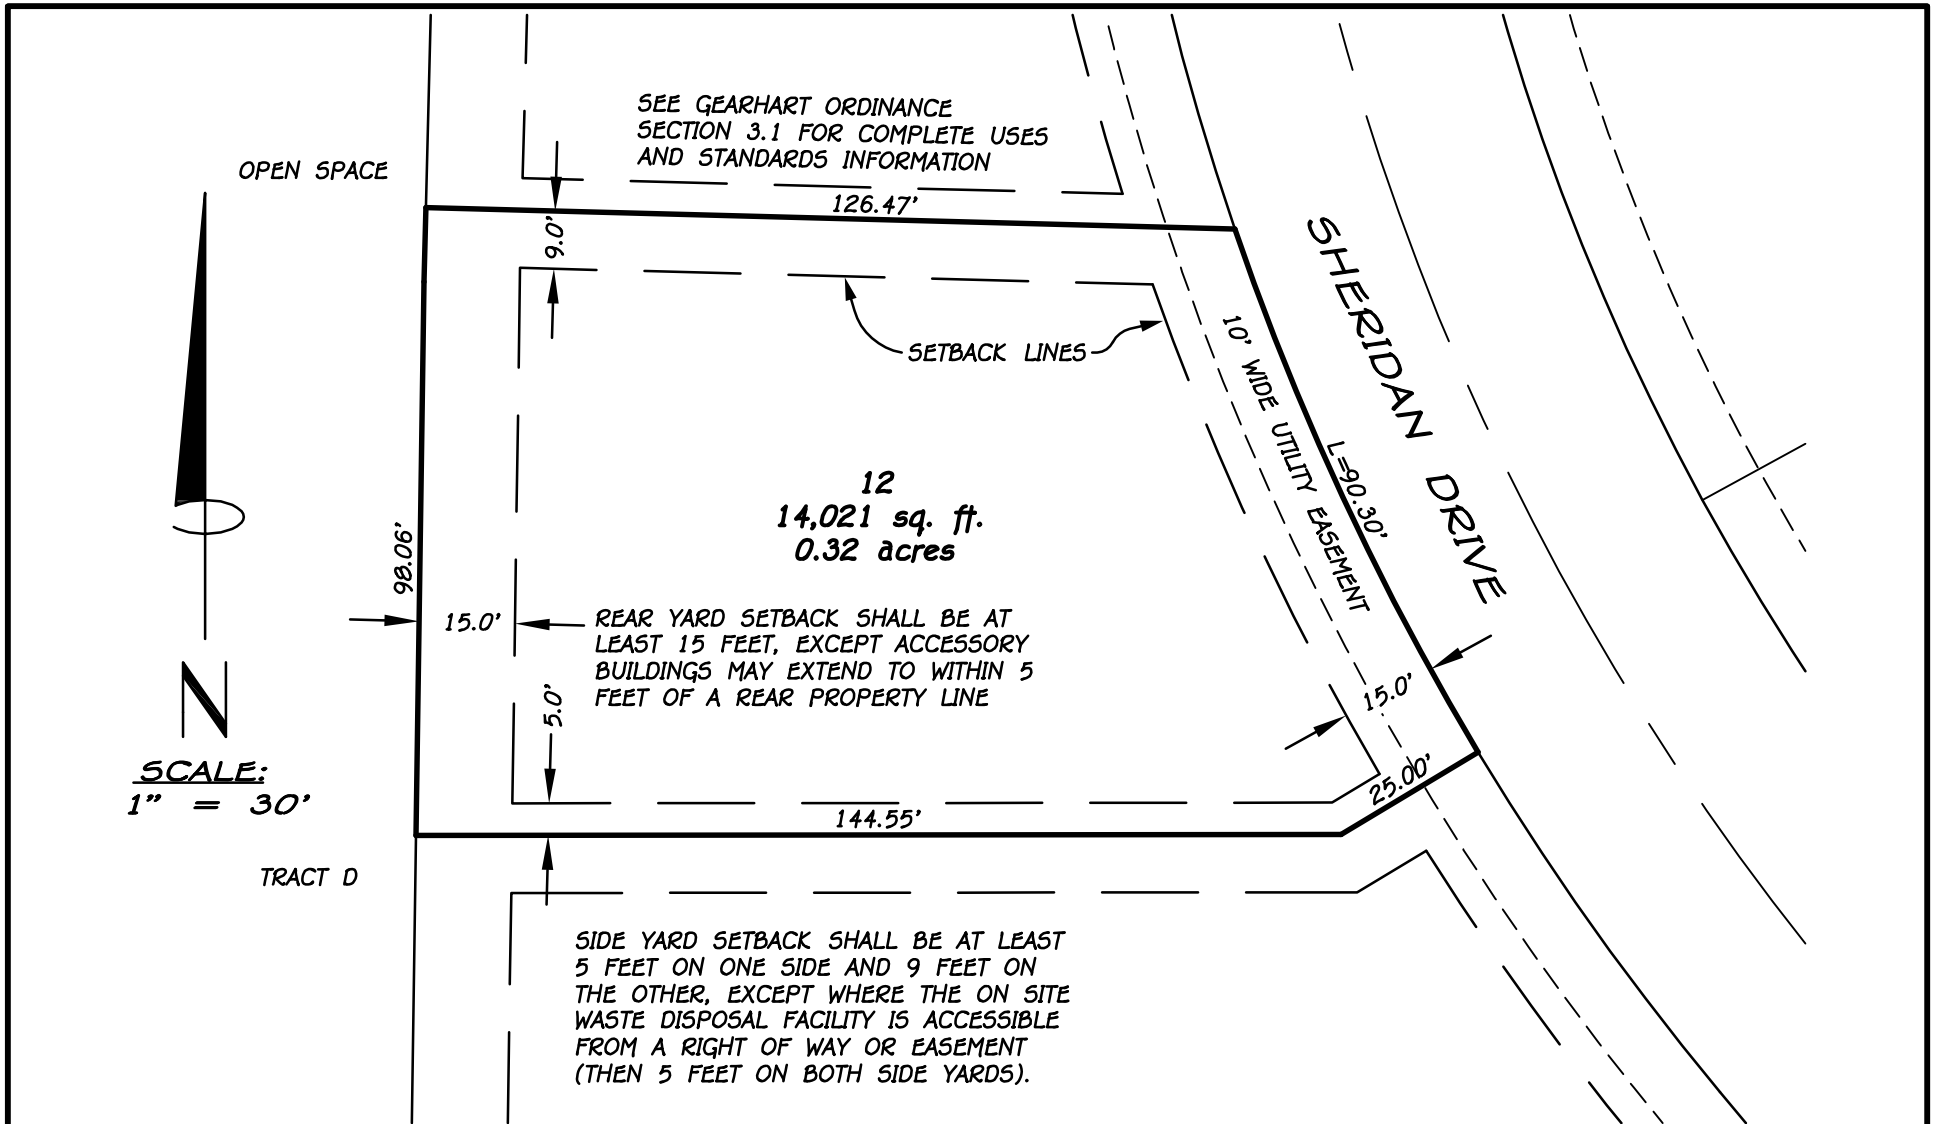 SEE GEARHART ORDINANCE
SECTION 3.1 FOR COMPLETE USES
AND STANDARDS INFORMATION
OPEN SPACE
126.47'
9.0'
SETBACK LINES
SHERIDAN DRIVE
10' WIDE UTILITY EASEMENT
L=90.30'
12
14,021 sq. ft.
0.32 acres
98.06'
15.0'
REAR YARD SETBACK SHALL BE AT
LEAST 15 FEET, EXCEPT ACCESSORY
BUILDINGS MAY EXTEND TO WITHIN 5
FEET OF A REAR PROPERTY LINE
5.0'
15.0'
25.00'
N
SCALE:
1" = 30'
144.55'
TRACT D
SIDE YARD SETBACK SHALL BE AT LEAST
5 FEET ON ONE SIDE AND 9 FEET ON
THE OTHER, EXCEPT WHERE THE ON SITE
WASTE DISPOSAL FACILITY IS ACCESSIBLE
FROM A RIGHT OF WAY OR EASEMENT
(THEN 5 FEET ON BOTH SIDE YARDS).